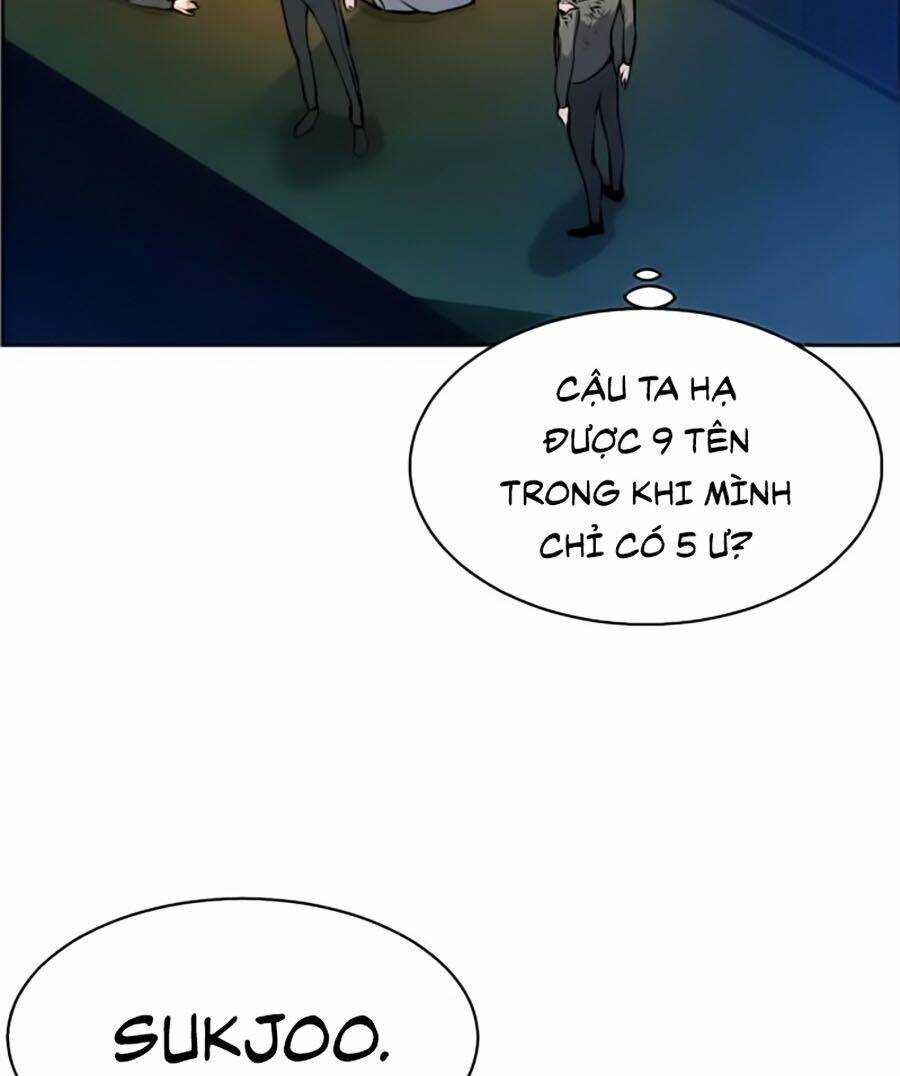 CẬU TA HẠ
ĐƯỢC 9 TÊN
TRONG KHI MÌNH
CHỈ CÓ 5 Ư?
SUKJOO.